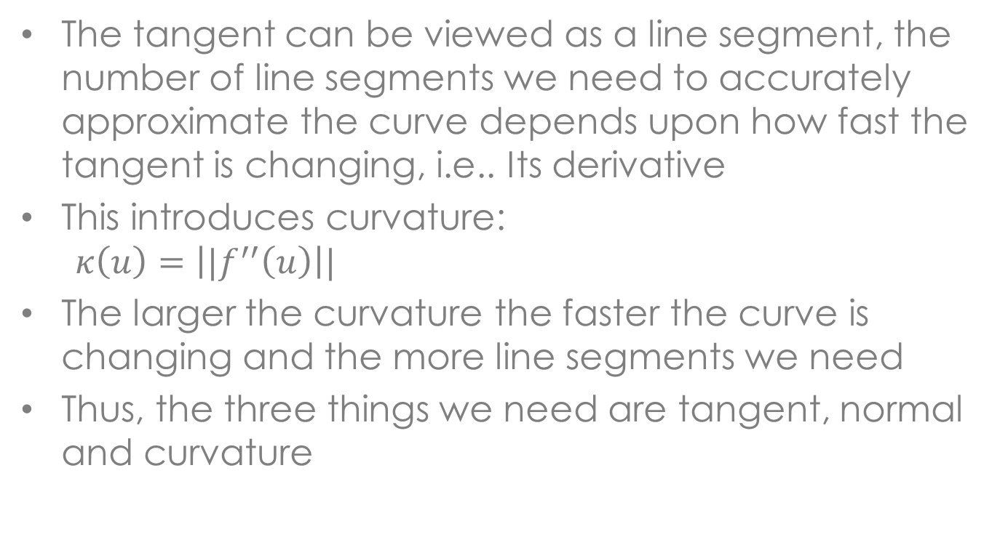 • The tangent can be viewed as a line segment, the
number of line segments we need to accurately
approximate the curve depends upon how fast the
tangent is changing, i.e.. Its derivative
• This introduces curvature:
κ(u) = ||f′′(u)||
• The larger the curvature the faster the curve is
changing and the more line segments we need
• Thus, the three things we need are tangent, normal
and curvature